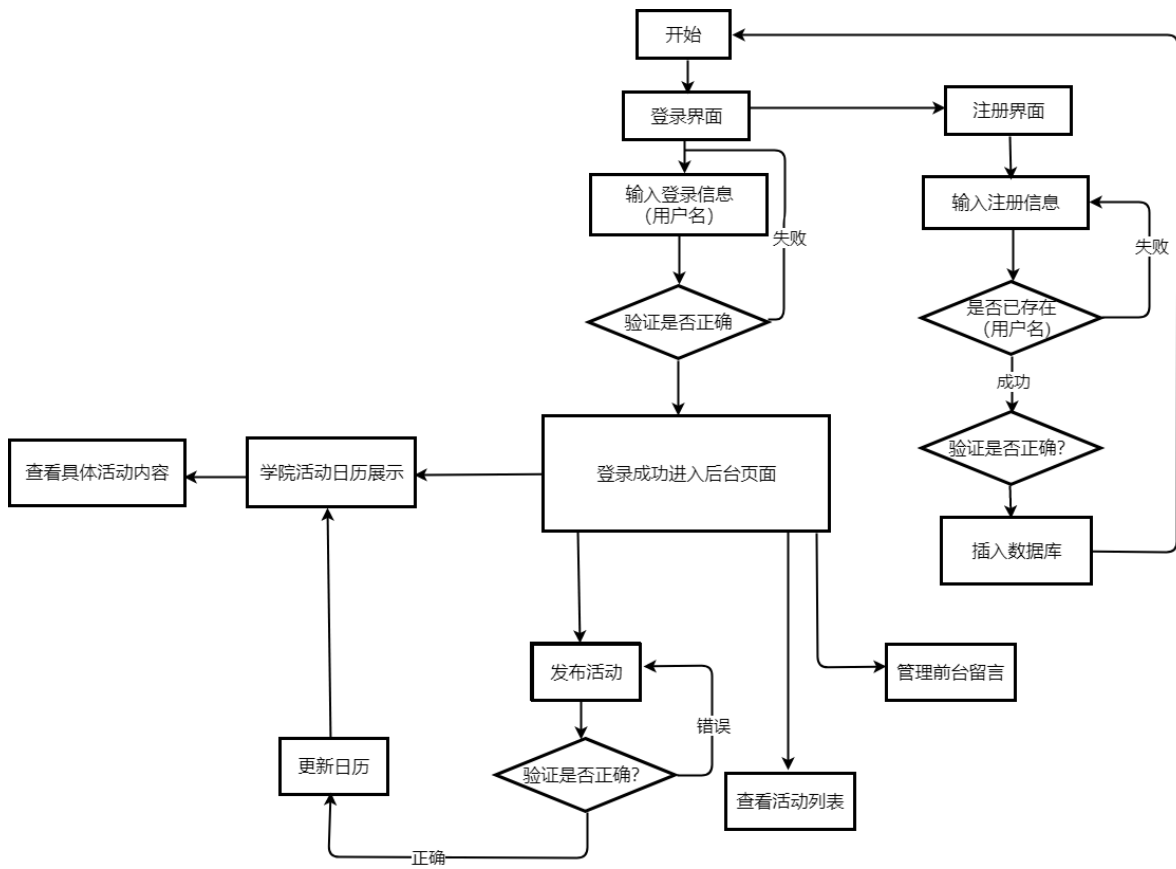 开始
登录界面
注册界面
输入登录信息
（用户名）
输入注册信息
失败
失败
验证是否正确
是否已存在
（用户名）
成功
验证是否正确？
查看具体活动内容
学院活动日历展示
登录成功进入后台页面
插入数据库
发布活动
管理前台留言
错误
更新日历
验证是否正确？
查看活动列表
正确